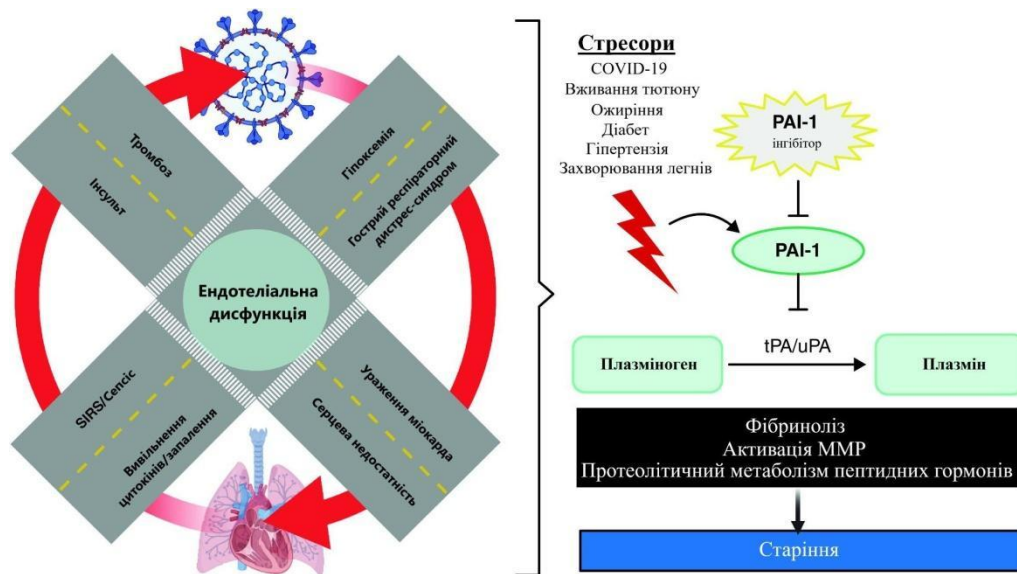 Тромбоз
Інсульт
Гіпоксемія
Гострий респіраторний
дистрес-синдром
Ендотеліальна
дисфункція
SIRS/Сепсіс
Вивільнення
цитокінів/запалення
Ураження міокарда
Серцева недостатність
Стресори
COVID-19
Вживання тютюну
Ожиріння
Діабет
Гіпертензія
Захворювання легнів
PAI-1
інгібітор
PAI-1
Плазміноген
tPA/uPA
Плазмін
Фібриноліз
Активація ММР
Протеолітичний метаболізм пептидних гормонів
Старіння